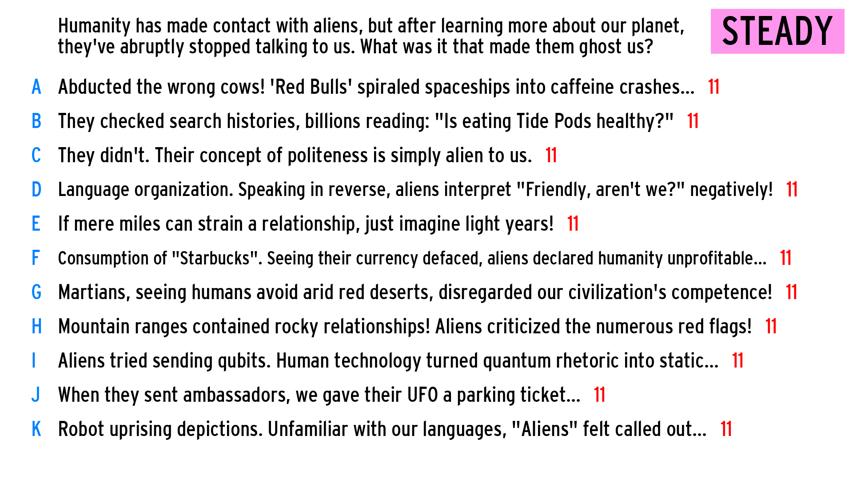 Humanity has made contact with aliens, but after learning more about our planet,
they've abruptly stopped talking to us. What was it that made them ghost us?
STEADY
A Abducted the wrong cows! 'Red Bulls' spiraled spaceships into caffeine crashes... 11
B They checked search histories, billions reading: "Is eating Tide Pods healthy?" 11
C They didn't. Their concept of politeness is simply alien to us. 11
D Language organization. Speaking in reverse, aliens interpret "Friendly, aren't we?" negatively! 11
E If mere miles can strain a relationship, just imagine light years! 11
F Consumption of "Starbucks". Seeing their currency defaced, aliens declared humanity unprofitable... 11
G Martians, seeing humans avoid arid red deserts, disregarded our civilization's competence! 11
H Mountain ranges contained rocky relationships! Aliens criticized the numerous red flags! 11
I Aliens tried sending qubits. Human technology turned quantum rhetoric into static... 11
J When they sent ambassadors, we gave their UFO a parking ticket... 11
K Robot uprising depictions. Unfamiliar with our languages, "Aliens" felt called out... 11